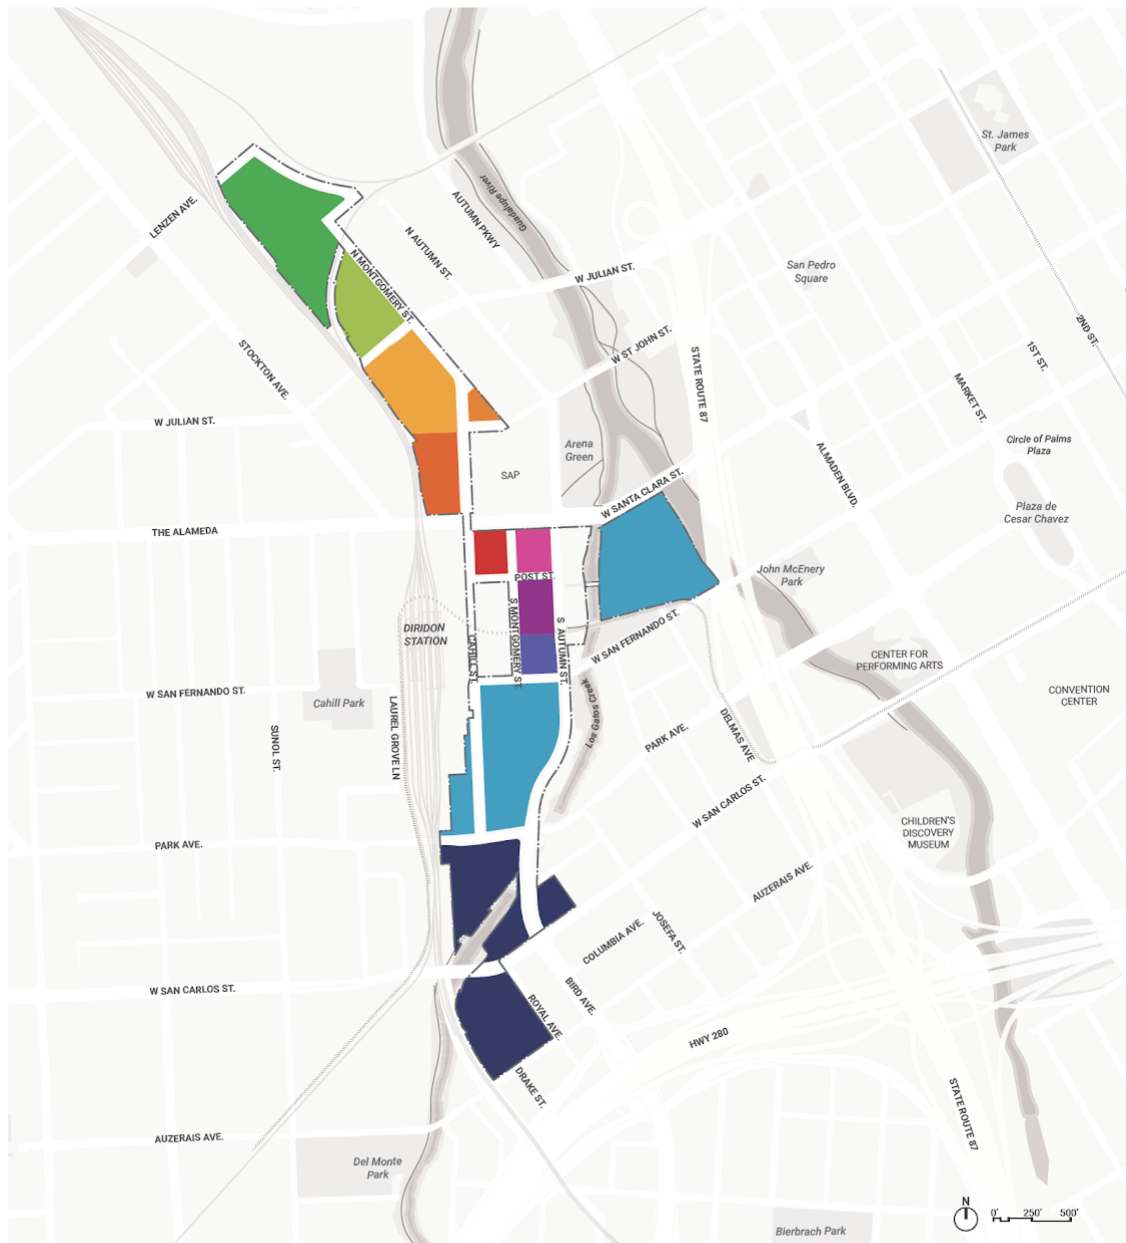 St. James
Park
LENZEN AVE.
Guadalupe River
AUTUMN PKWY
N AUTUMN ST.
N MONTGOMERY ST.
W JULIAN ST.
San Pedro
Square
W ST JOHN ST.
STATE ROUTE 87
2ND ST.
1ST ST.
MARKET ST.
STOCKTON AVE.
W JULIAN ST.
Arena
Green
Circle of Palms
Plaza
ALMADEN BLVD.
SAP
W SANTA CLARA ST.
Plaza de
Cesar Chavez
THE ALAMEDA
POST ST.
John McEnery
Park
S MONTGOMERY ST.
S AUTUMN ST.
CAHILL ST.
DIRIDON
STATION
W SAN FERNANDO ST.
CENTER FOR
PERFORMING ARTS
W SAN FERNANDO ST.
Cahill Park
CONVENTION
CENTER
LAUREL GROVE LN
SUNOL ST.
Los Gatos Creek
PARK AVE.
DELMAS AVE
W SAN CARLOS ST.
CHILDREN'S
DISCOVERY
MUSEUM
PARK AVE.
AUZERAIS AVE.
JOSEFA ST.
COLUMBIA AVE.
W SAN CARLOS ST.
BIRD AVE.
ROYAL AVE.
HWY 280
DRAKE ST.
STATE ROUTE 87
AUZERAIS AVE.
Del Monte
Park
Bierbrach Park
N
0' 250' 500'